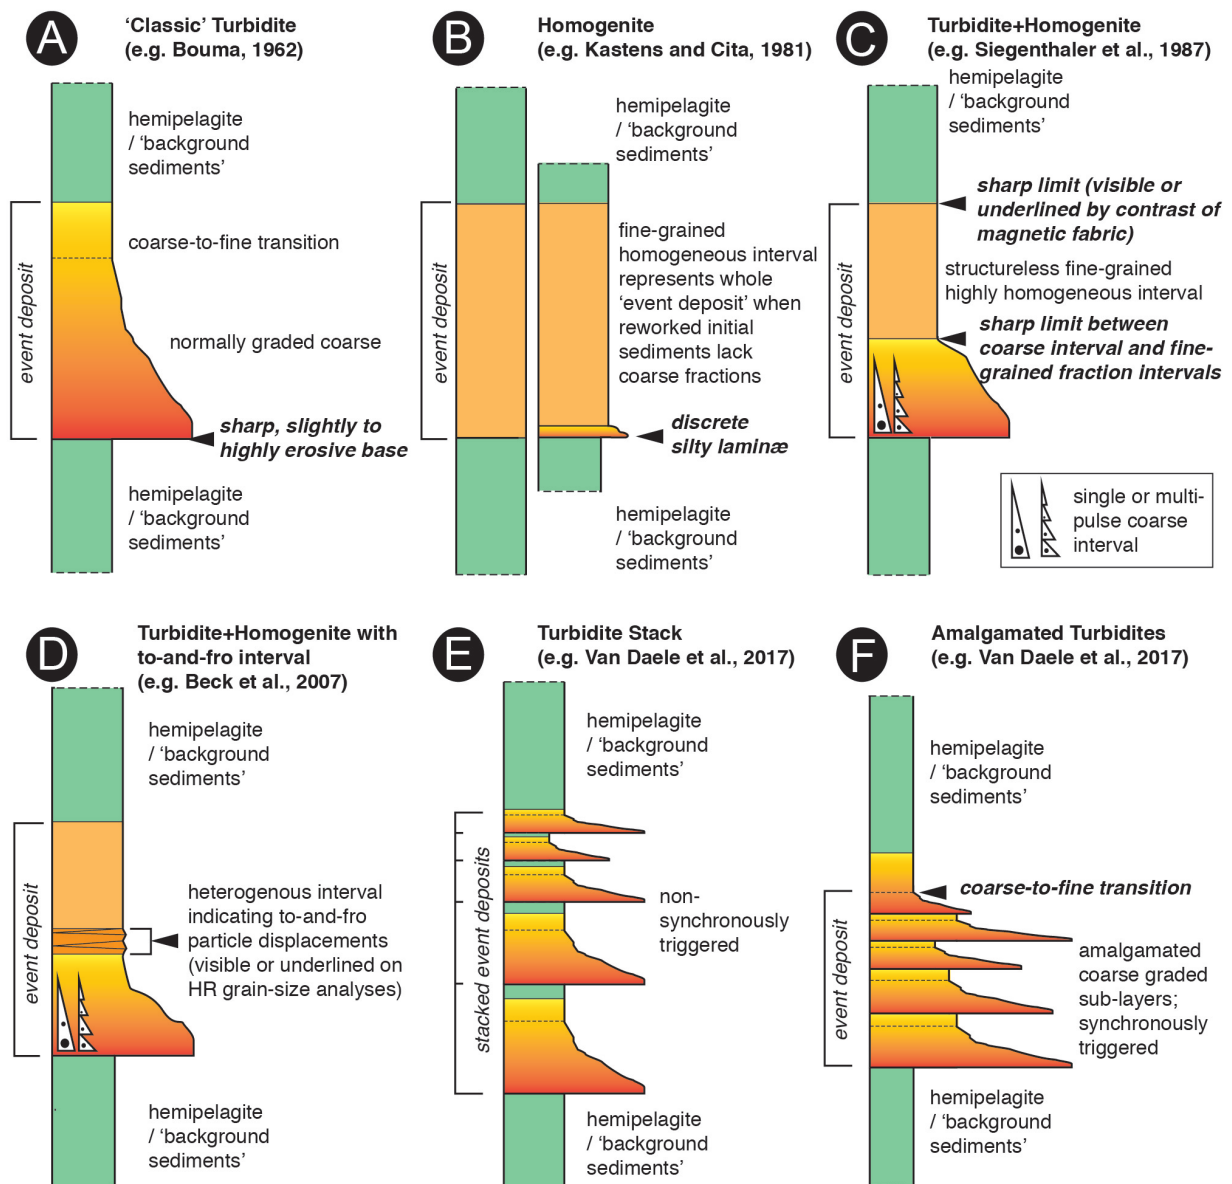 A
‘Classic’ Turbidite
(e.g. Bouma, 1962)
hemipelagite
/ ‘background
sediments’
coarse-to-fine transition
event deposit
normally graded coarse
sharp, slightly to
highly erosive base
hemipelagite
/ ‘background
sediments’
B
Homogenite
(e.g. Kastens and Cita, 1981)
hemipelagite
/ ‘background
sediments’
event deposit
fine-grained
homogeneous interval
represents whole
‘event deposit’ when
reworked initial
sediments lack
coarse fractions
discrete
silty laminæ
hemipelagite
/ ‘background
sediments’
C
Turbidite+Homogenite
(e.g. Siegenthaler et al., 1987)
hemipelagite
/ ‘background
sediments’
sharp limit (visible or
underlined by contrast of
magnetic fabric)
event deposit
structureless fine-grained
highly homogeneous interval
sharp limit between
coarse interval and fine-
grained fraction intervals
single or multi-
pulse coarse
interval
D
Turbidite+Homogenite with
to-and-fro interval
(e.g. Beck et al., 2007)
hemipelagite
/ ‘background
sediments’
event deposit
heterogenous interval
indicating to-and-fro
particle displacements
(visible or underlined on
HR grain-size analyses)
hemipelagite
/ ‘background
sediments’
E
Turbidite Stack
(e.g. Van Daele et al., 2017)
hemipelagite
/ ‘background
sediments’
stacked event deposits
non-
synchronously
triggered
hemipelagite
/ ‘background
sediments’
F
Amalgamated Turbidites
(e.g. Van Daele et al., 2017)
hemipelagite
/ ‘background
sediments’
coarse-to-fine transition
event deposit
amalgamated
coarse graded
sub-layers;
synchronously
triggered
hemipelagite
/ ‘background
sediments’